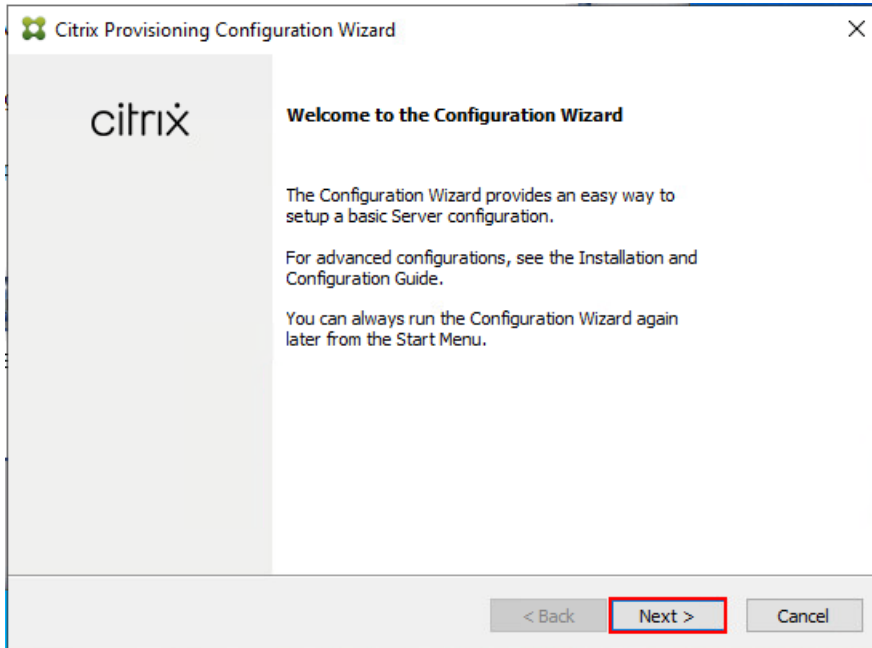 Citrix Provisioning Configuration Wizard
citrix
Welcome to the Configuration Wizard
The Configuration Wizard provides an easy way to
setup a basic Server configuration.
For advanced configurations, see the Installation and
Configuration Guide.
You can always run the Configuration Wizard again
later from the Start Menu.
< Back Next > Cancel